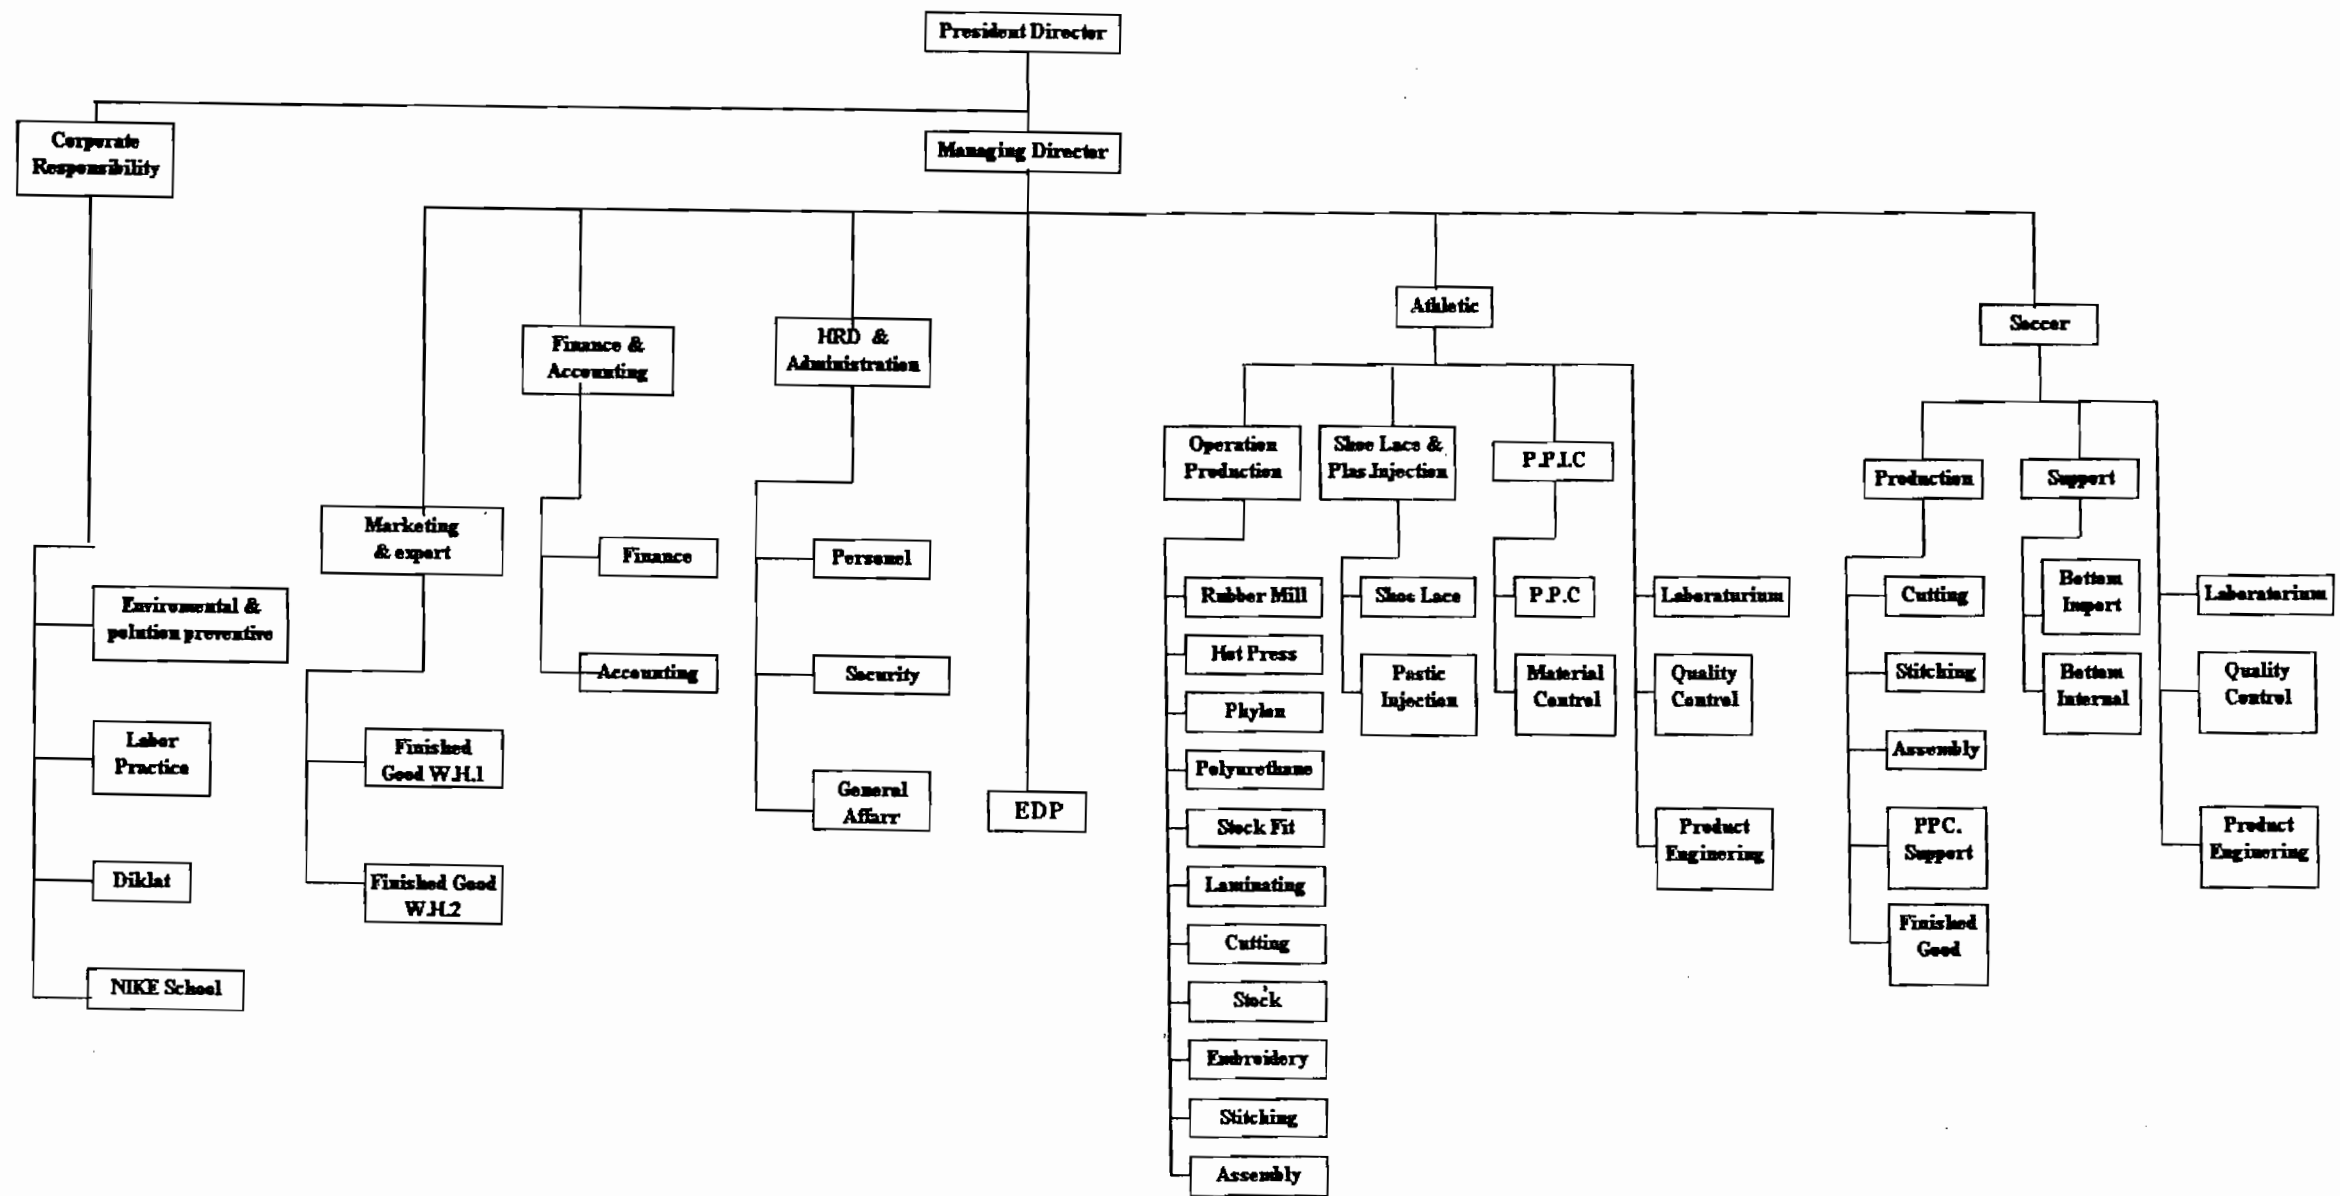 President Director
Corporate
Responsibility
Managing Director
Athletic
Soccer
Finance &
Accounting
HRD &
Administration
Marketing
& export
Operation
Production
Shoe Lace &
Plas.Injection
P.P.I.C
Production
Support
Enviromental &
polution preventive
Labor
Practice
Diklat
NIKE School
Finished
Good W.H.1
Finished Good
W.H.2
Finance
Accounting
Personel
Security
General
Affarr
EDP
Rubber Mill
Hot Press
Phylon
Polyurethane
Stock Fit
Laminating
Cutting
Stock
Embroidery
Stitching
Assembly
Shoe Lace
Pastic
Injection
P.P.C
Material
Control
Laboraturium
Quality
Control
Product
Enginering
Cutting
Stitching
Assembly
PPC.
Support
Finished
Good
Bottom
Import
Bottom
Internal
Laboratorium
Quality
Control
Product
Enginering